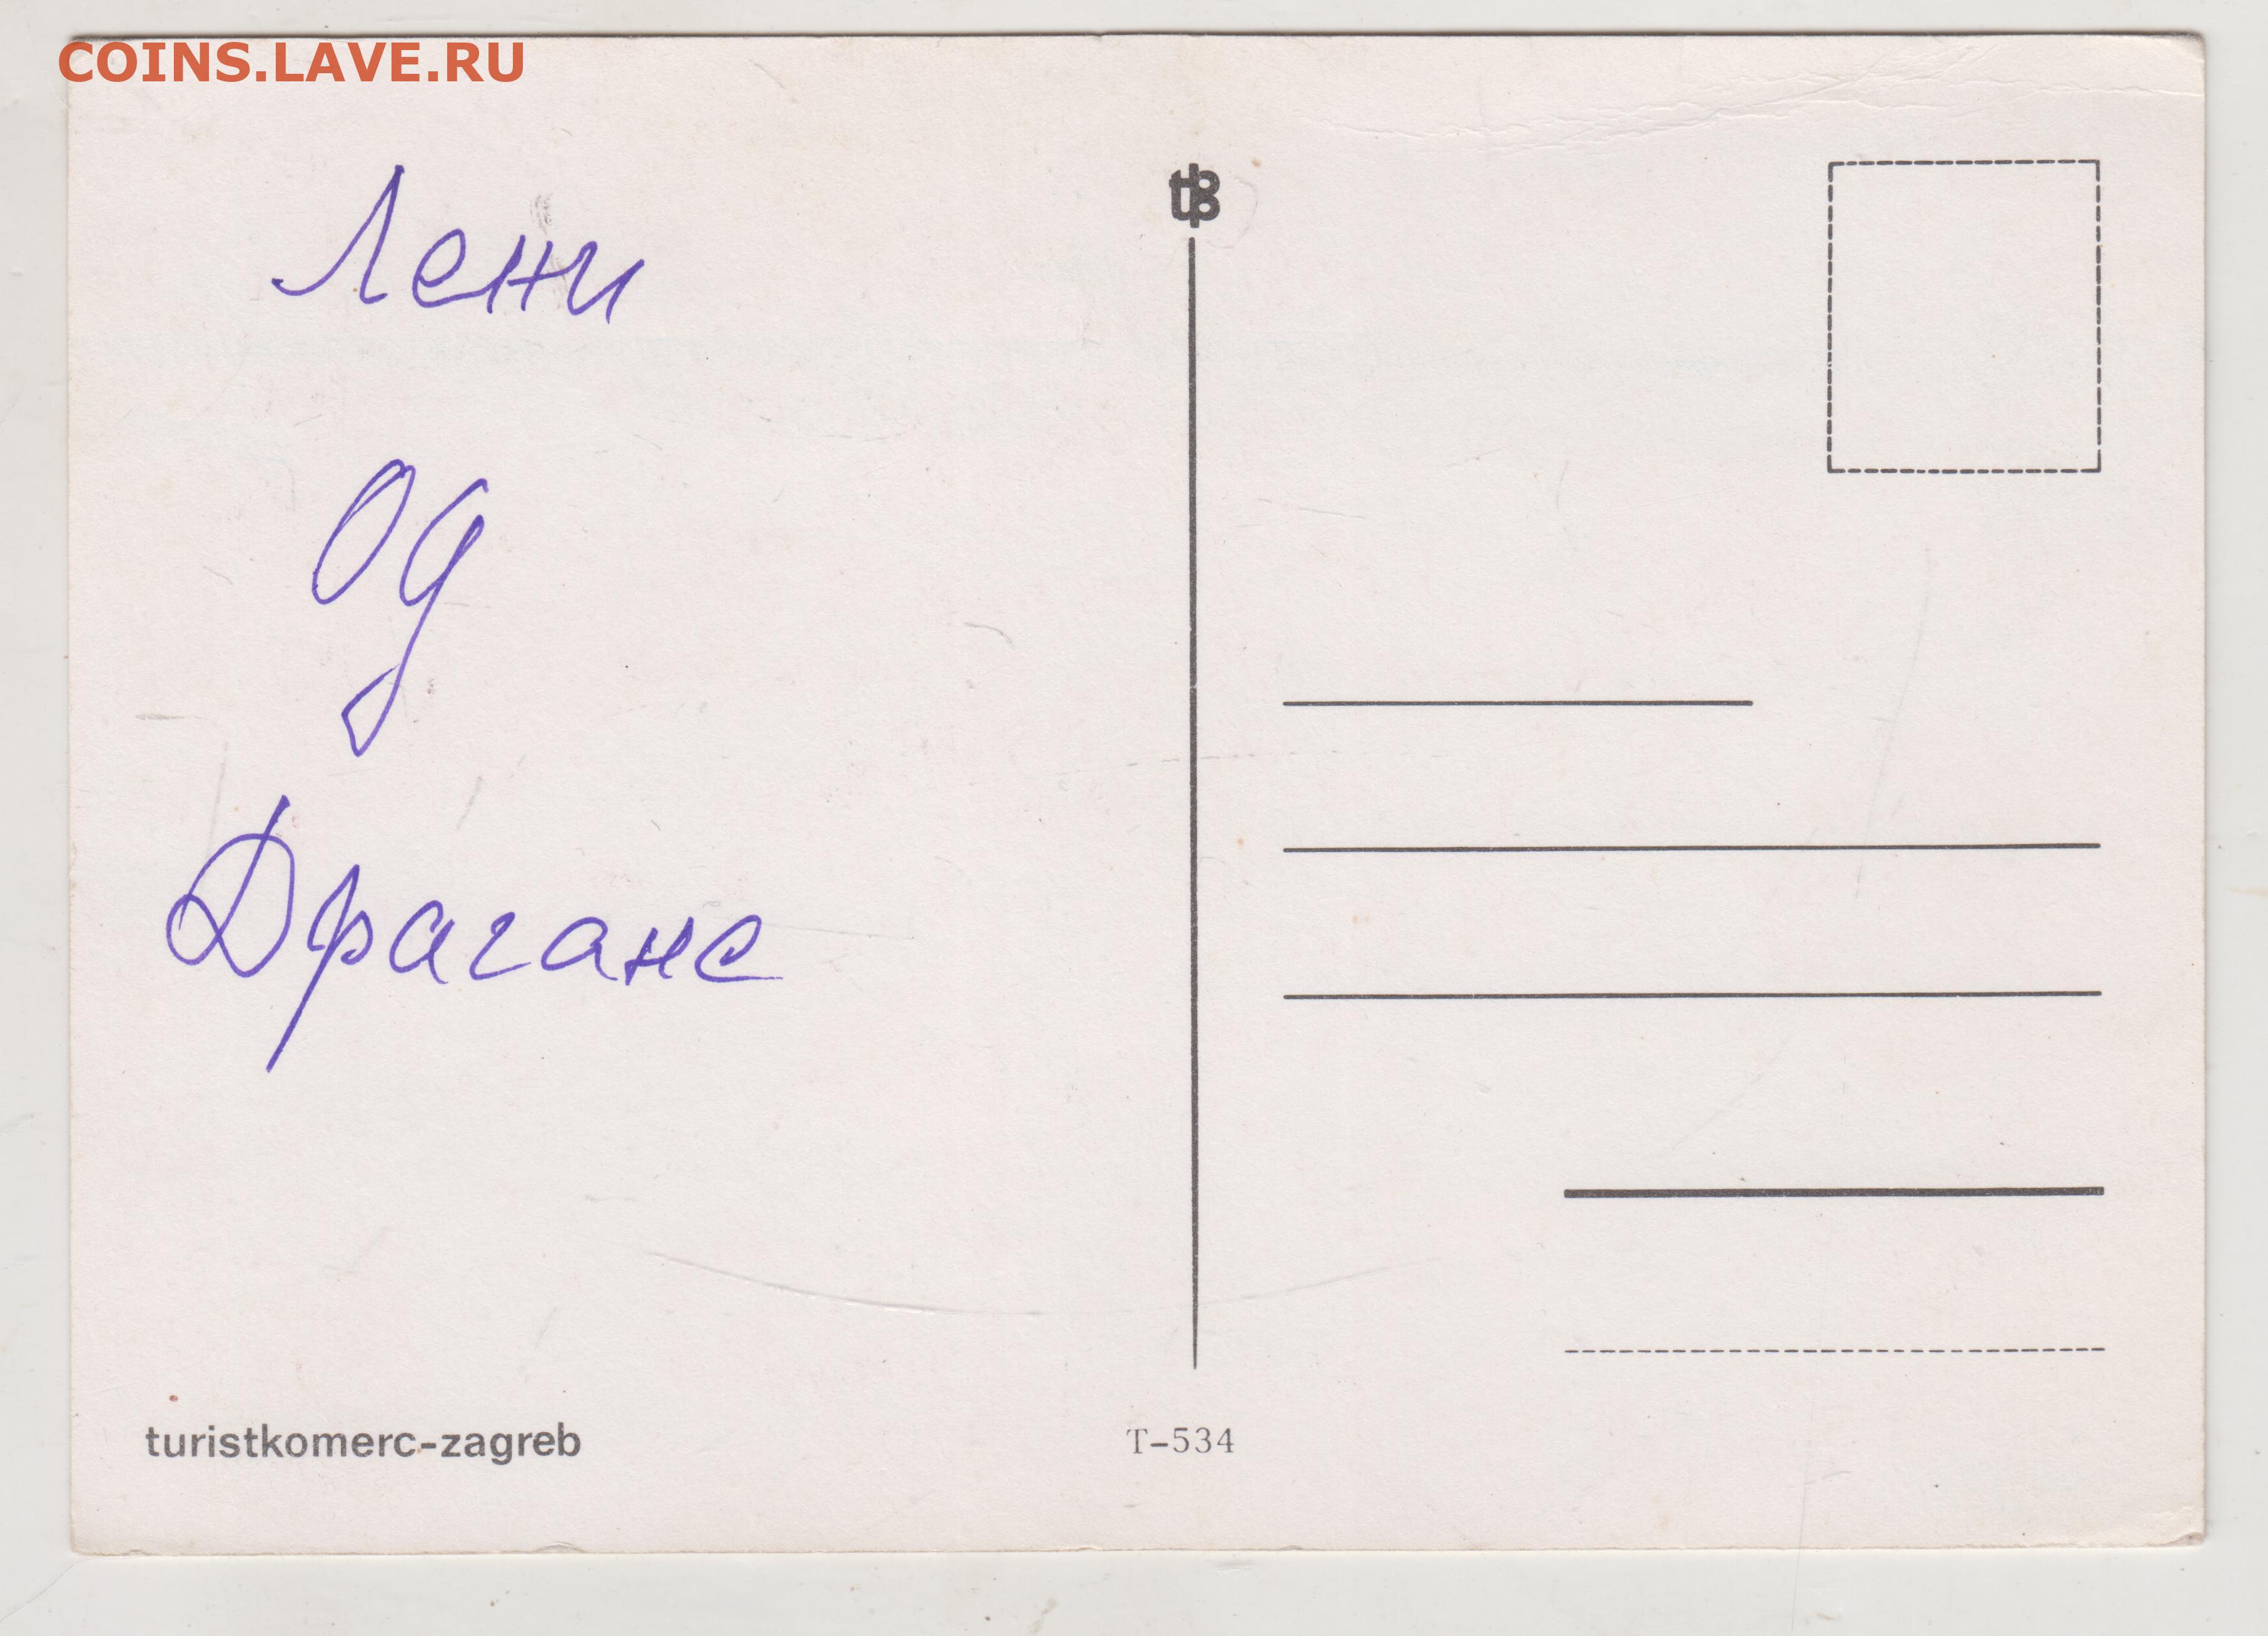 COINS.LAVE.RU
Лени
од
Драгане
turistkomerc-zagreb
T-534